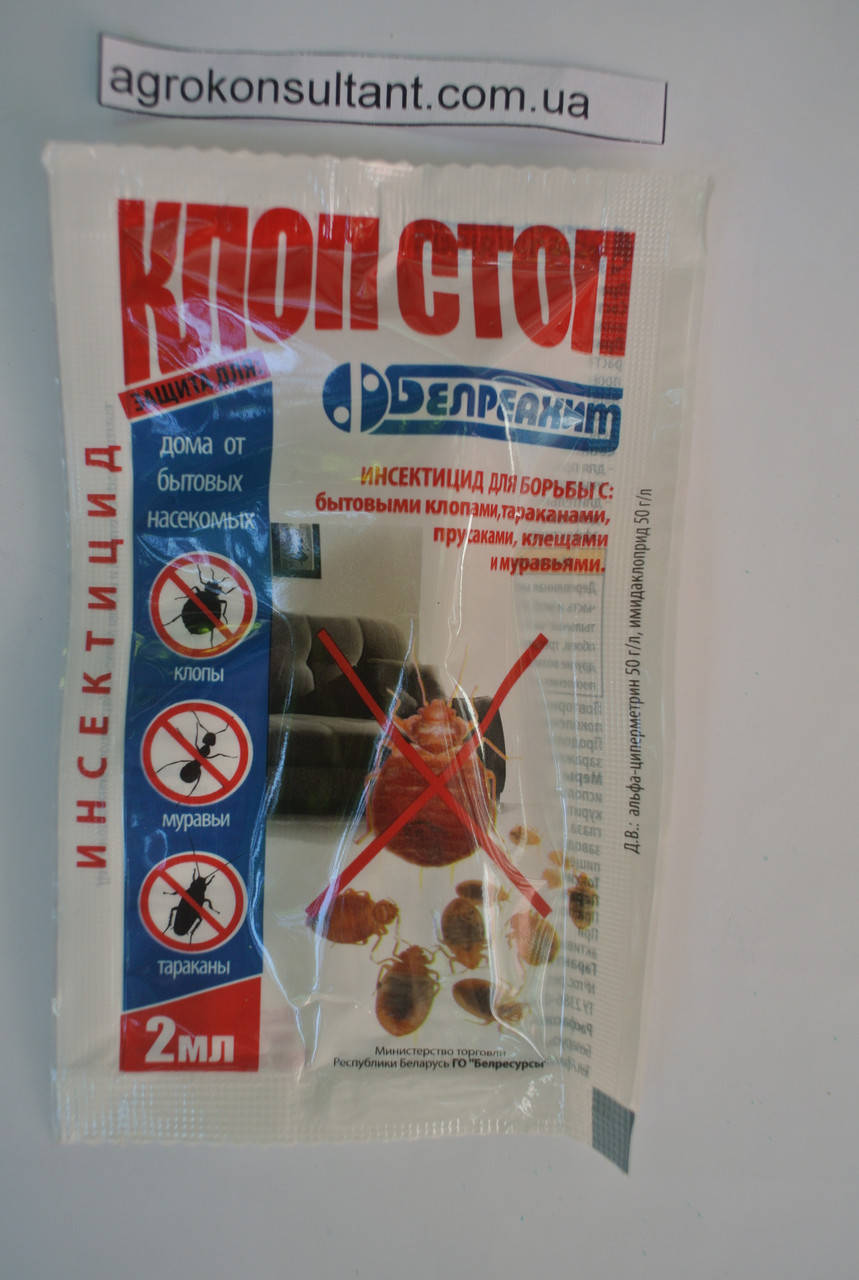 agrokonsultant.com.ua
КЛОП СТОП
ЗАЩИТА ДЛЯ:
БЕЛРЕАХИМ
дома от
бытовых
насекомых
ИНСЕКТИЦИД ДЛЯ БОРЬБЫ С:
бытовыми клопами,тараканами,
прусаками, клещами
и муравьями.
ИНСЕКТИЦИД
клопы
муравьи
тараканы
2мл
Д.В.: альфа-циперметрин 50 г/л, имидаклоприд 50 г/л
Министерство торговли
Республики Беларусь ГО "Белресурсы"